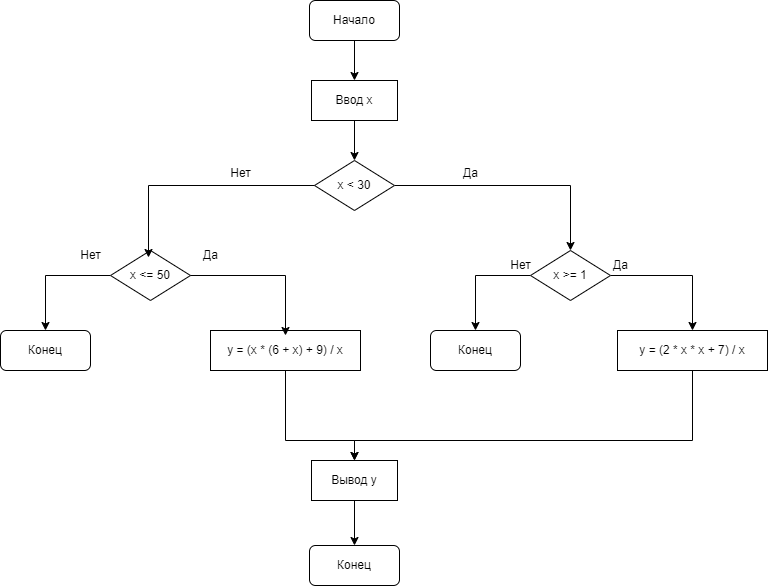 Начало
Ввод x
Нет
Да
x < 30
Нет
Да
Нет
Да
x <= 50
x >= 1
Конец
y = (x * (6 + x) + 9) / x
Конец
y = (2 * x * x + 7) / x
Вывод y
Конец